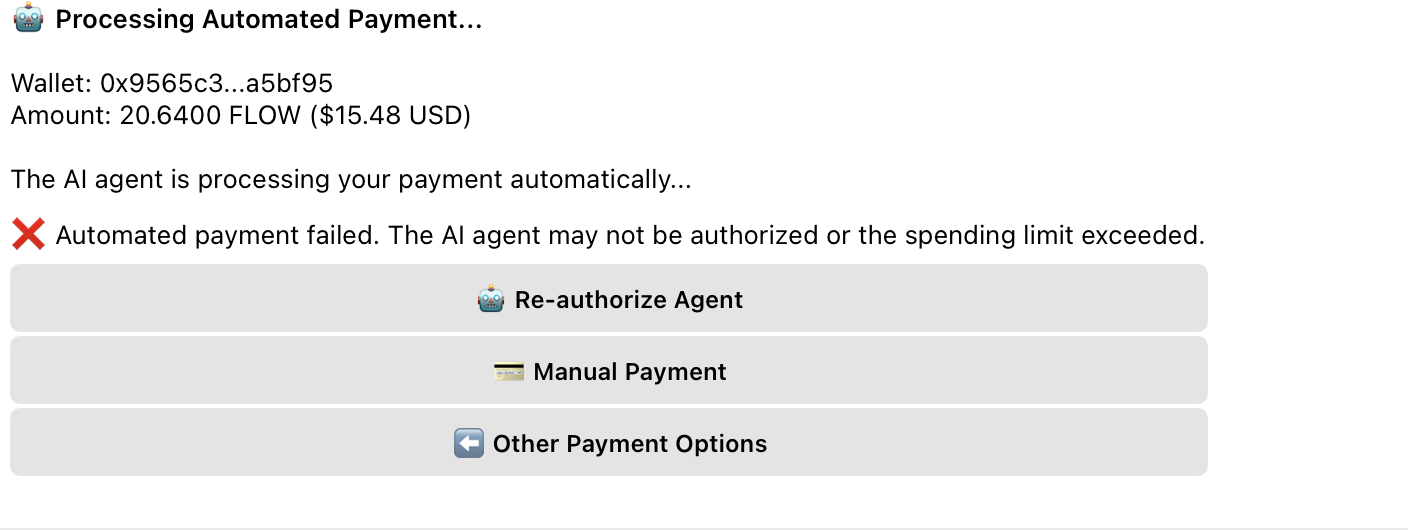 🤖 Processing Automated Payment...
Wallet: 0x9565c3...a5bf95
Amount: 20.6400 FLOW ($15.48 USD)
The AI agent is processing your payment automatically...
❌ Automated payment failed. The AI agent may not be authorized or the spending limit exceeded.
🤖 Re-authorize Agent
💳 Manual Payment
⬅️ Other Payment Options